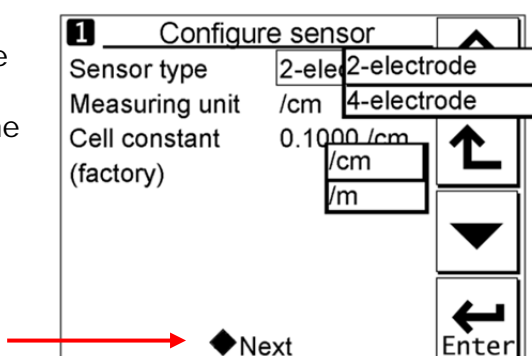 1 Configure sensor
e
Sensor type 2-ele
2-electrode
Measuring unit /cm
4-electrode
e
Cell constant 0.1000 /cm
(factory)
/cm
/m
Next
Enter